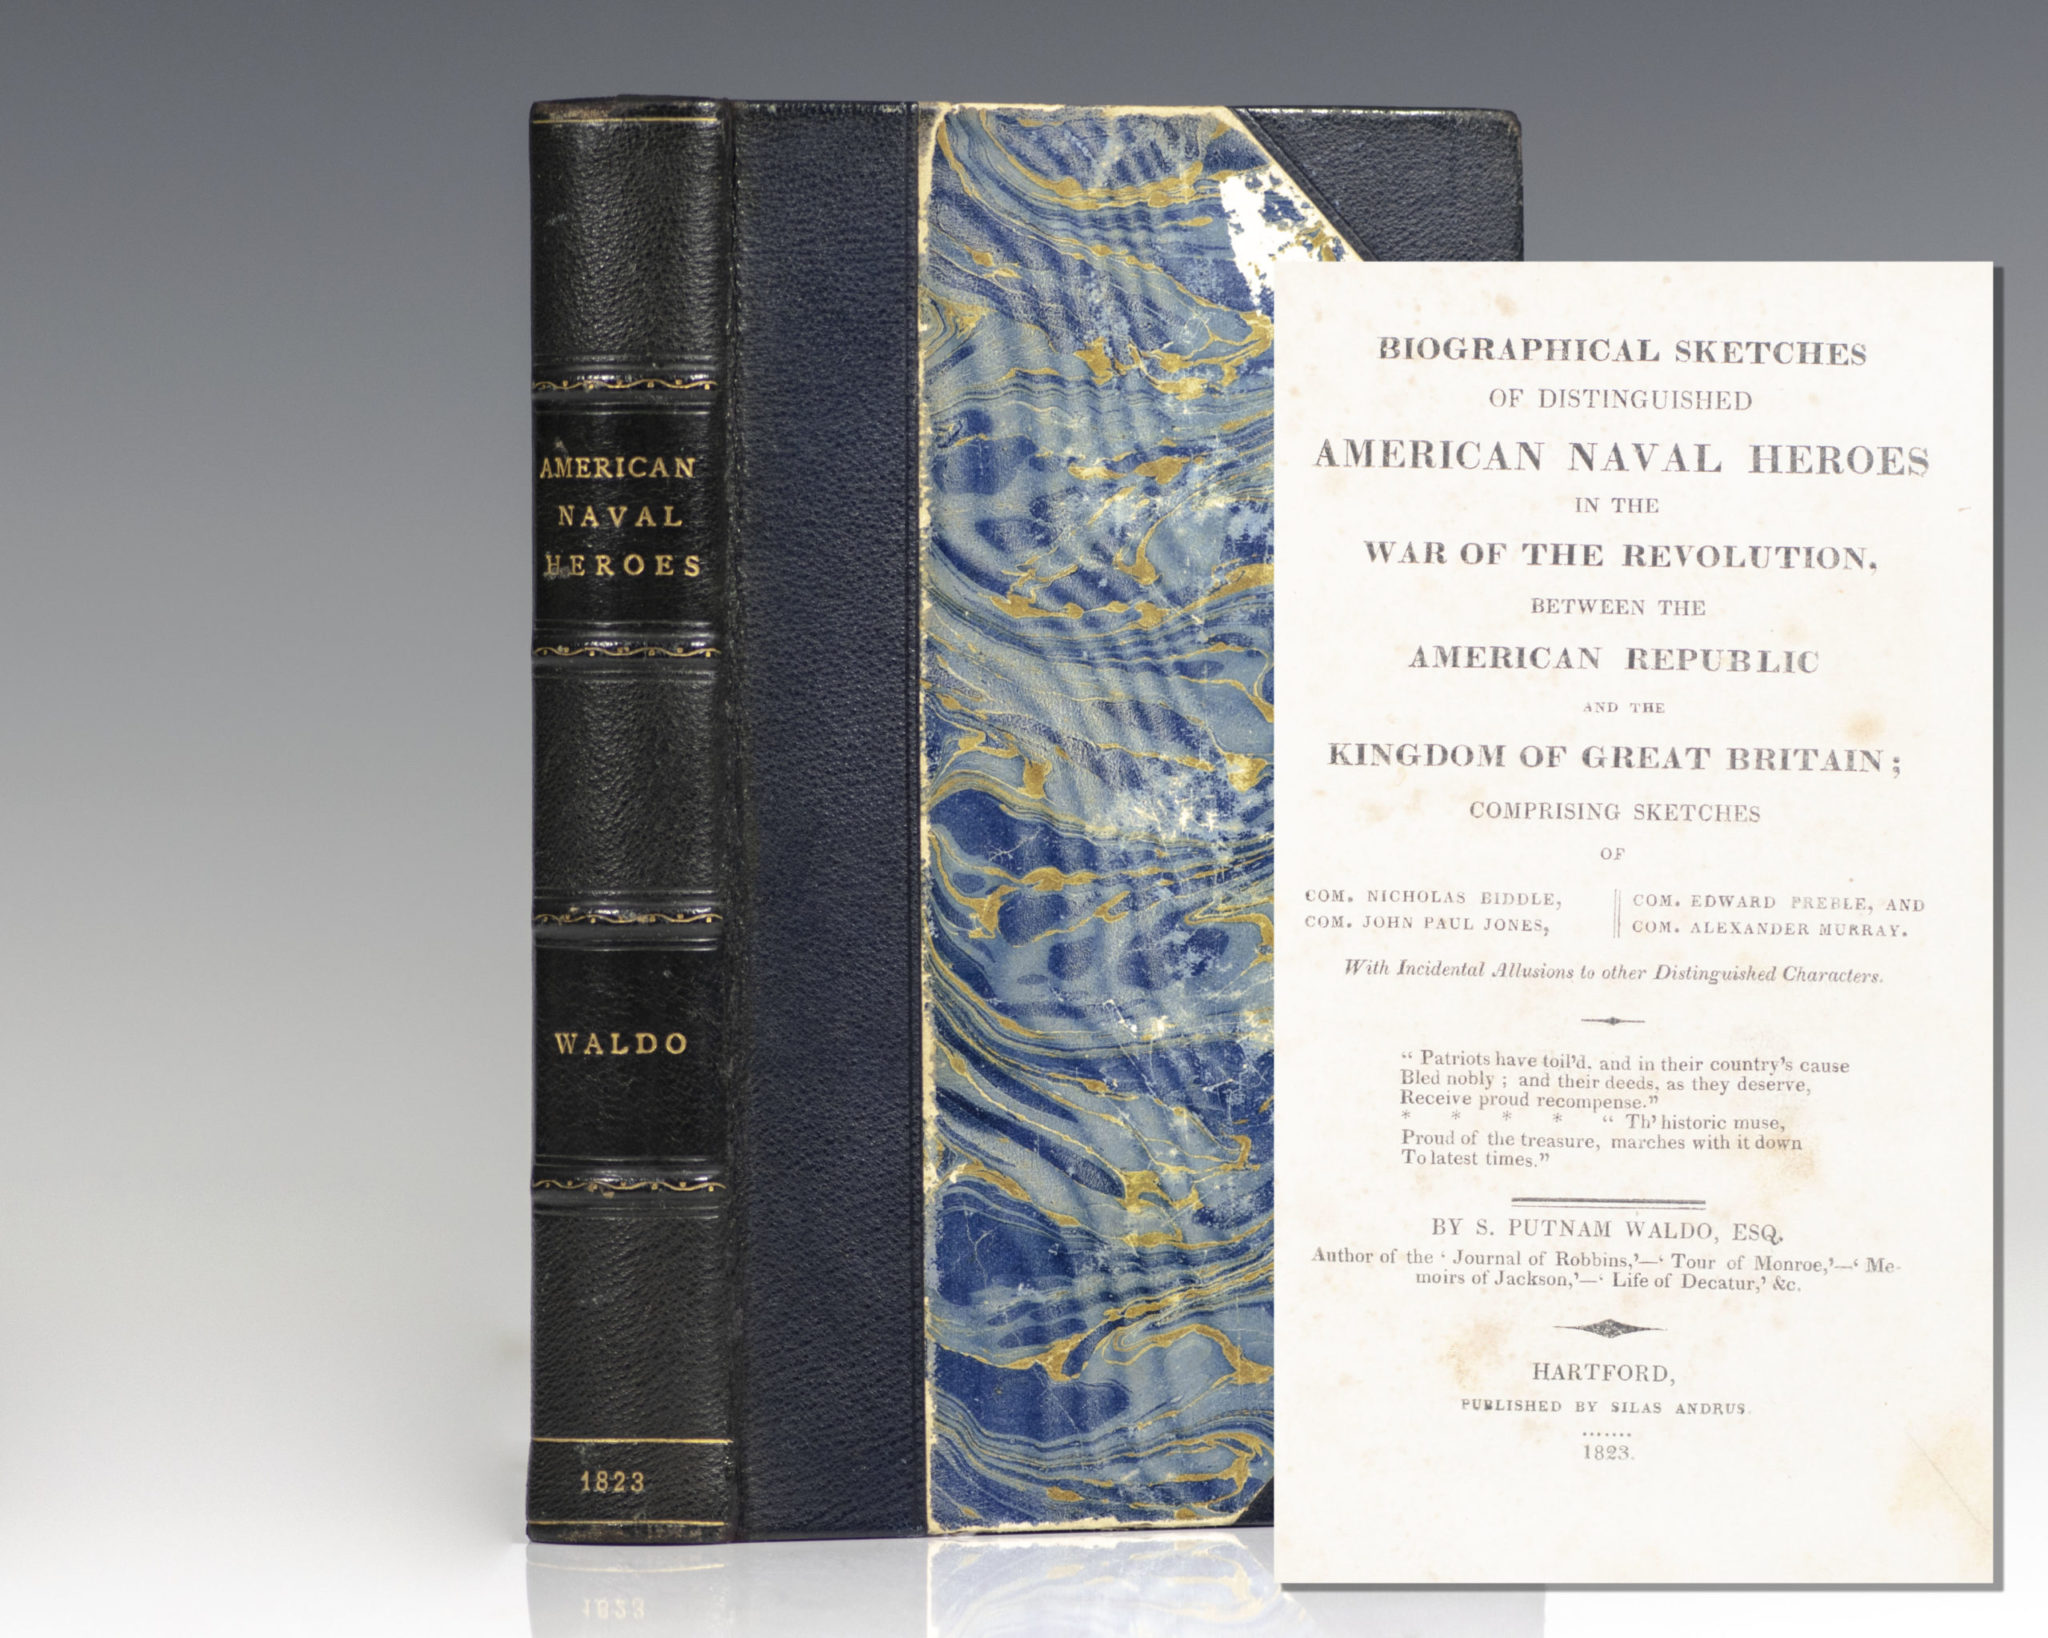 AMERICAN
NAVAL
HEROES
WALDO
1823
BIOGRAPHICAL SKETCHES
OF DISTINGUISHED
AMERICAN NAVAL HEROES
IN THE
WAR OF THE REVOLUTION,
BETWEEN THE
AMERICAN REPUBLIC
AND THE
KINGDOM OF GREAT BRITAIN;
COMPRISING SKETCHES
OF
COM. NICHOLAS BIDDLE,
COM. JOHN PAUL JONES,
COM. EDWARD PREBLE, AND
COM. ALEXANDER MURRAY.
With Incidental Allusions to other Distinguished Characters.
“ Patriots have toil'd, and in their country's cause
Bled nobly ; and their deeds, as they deserve,
Receive proud recompense.”
* * * * “ Th' historic muse,
Proud of the treasure, marches with it down
To latest times.”
BY S. PUTNAM WALDO, ESQ.
Author of the ‘ Journal of Robbins,’—‘ Tour of Monroe,’—‘ Me-
moirs of Jackson,’—‘ Life of Decatur,’ &c.
HARTFORD,
PUBLISHED BY SILAS ANDRUS.
.......
1823.